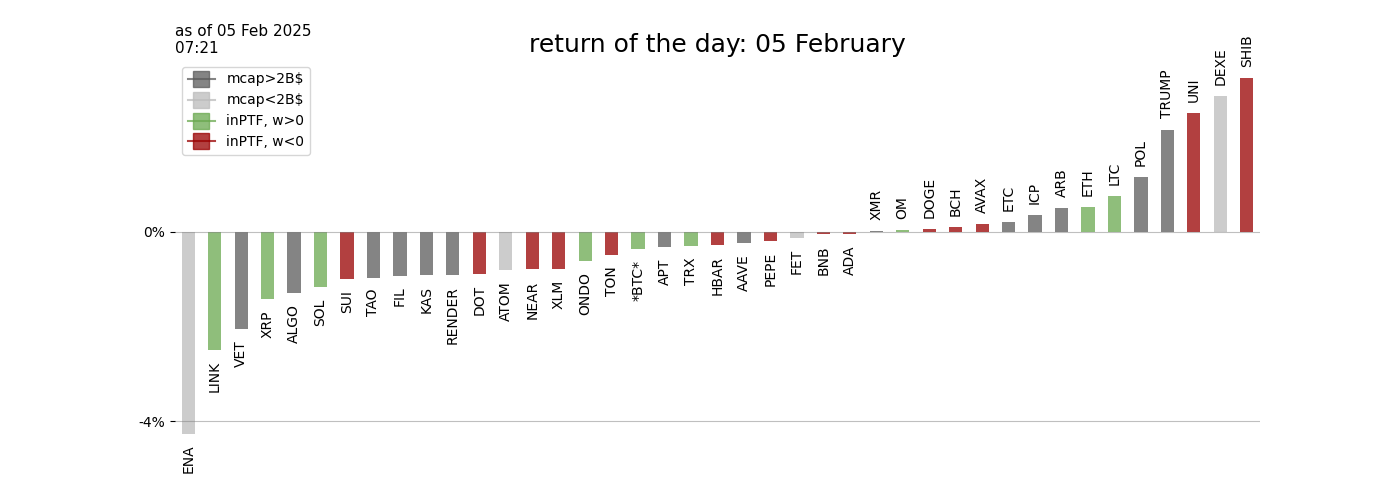 as of 05 Feb 2025
07:21
return of the day: 05 February
mcap>2B$
mcap<2B$
inPTF, w>0
inPTF, w<0
0%
-4%
ENA
LINK
VET
XRP
ALGO
SOL
SUI
TAO
FIL
KAS
RENDER
DOT
ATOM
NEAR
XLM
ONDO
TON
*BTC*
APT
TRX
HBAR
AAVE
PEPE
FET
BNB
ADA
XMR
OM
DOGE
BCH
AVAX
ETC
ICP
ARB
ETH
LTC
POL
TRUMP
UNI
DEXE
SHIB